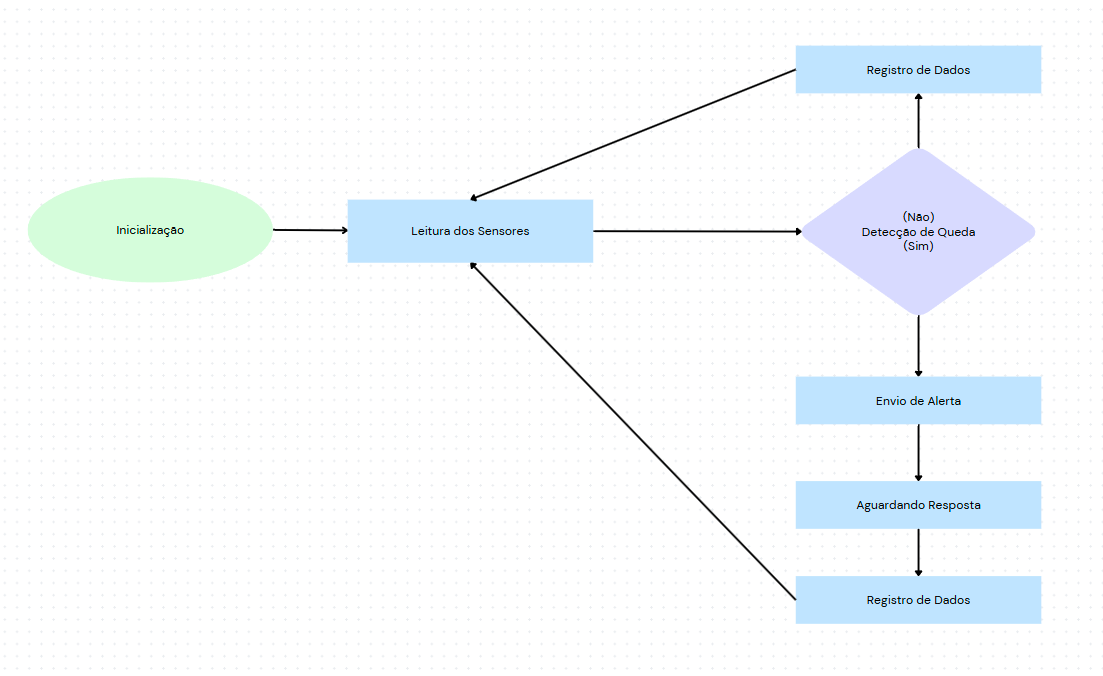 Registro de Dados
Inicialização
Leitura dos Sensores
(Não)
Detecção de Queda
(Sim)
Envio de Alerta
Aguardando Resposta
Registro de Dados